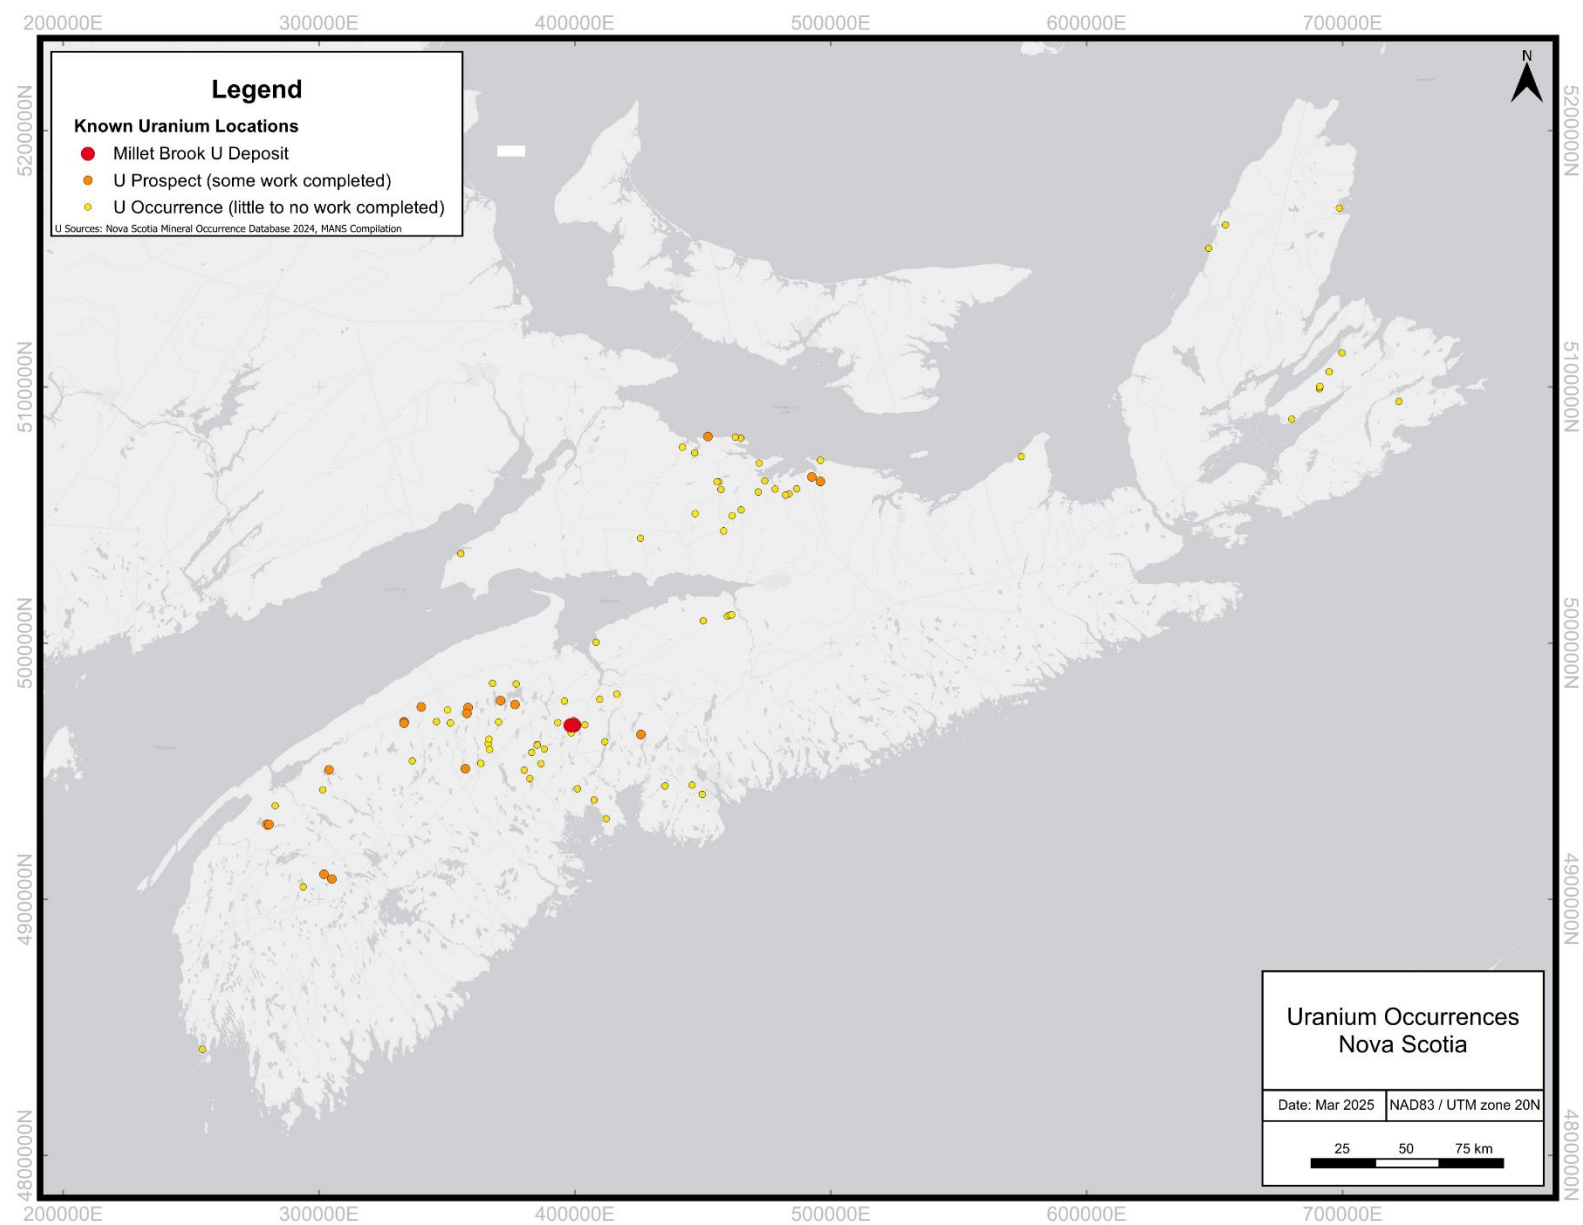 200000E 300000E 400000E 500000E 600000E 700000E
N
Legend
Known Uranium Locations
Millet Brook U Deposit
U Prospect (some work completed)
U Occurrence (little to no work completed)
U Sources: Nova Scotia Mineral Occurrence Database 2024, MANS Compilation
5200000N 5200000N
5100000N 5100000N
5000000N 5000000N
4900000N 4900000N
4800000N 4800000N
Uranium Occurrences
Nova Scotia
Date: Mar 2025 NAD83 / UTM zone 20N
25 50 75 km
200000E 300000E 400000E 500000E 600000E 700000E